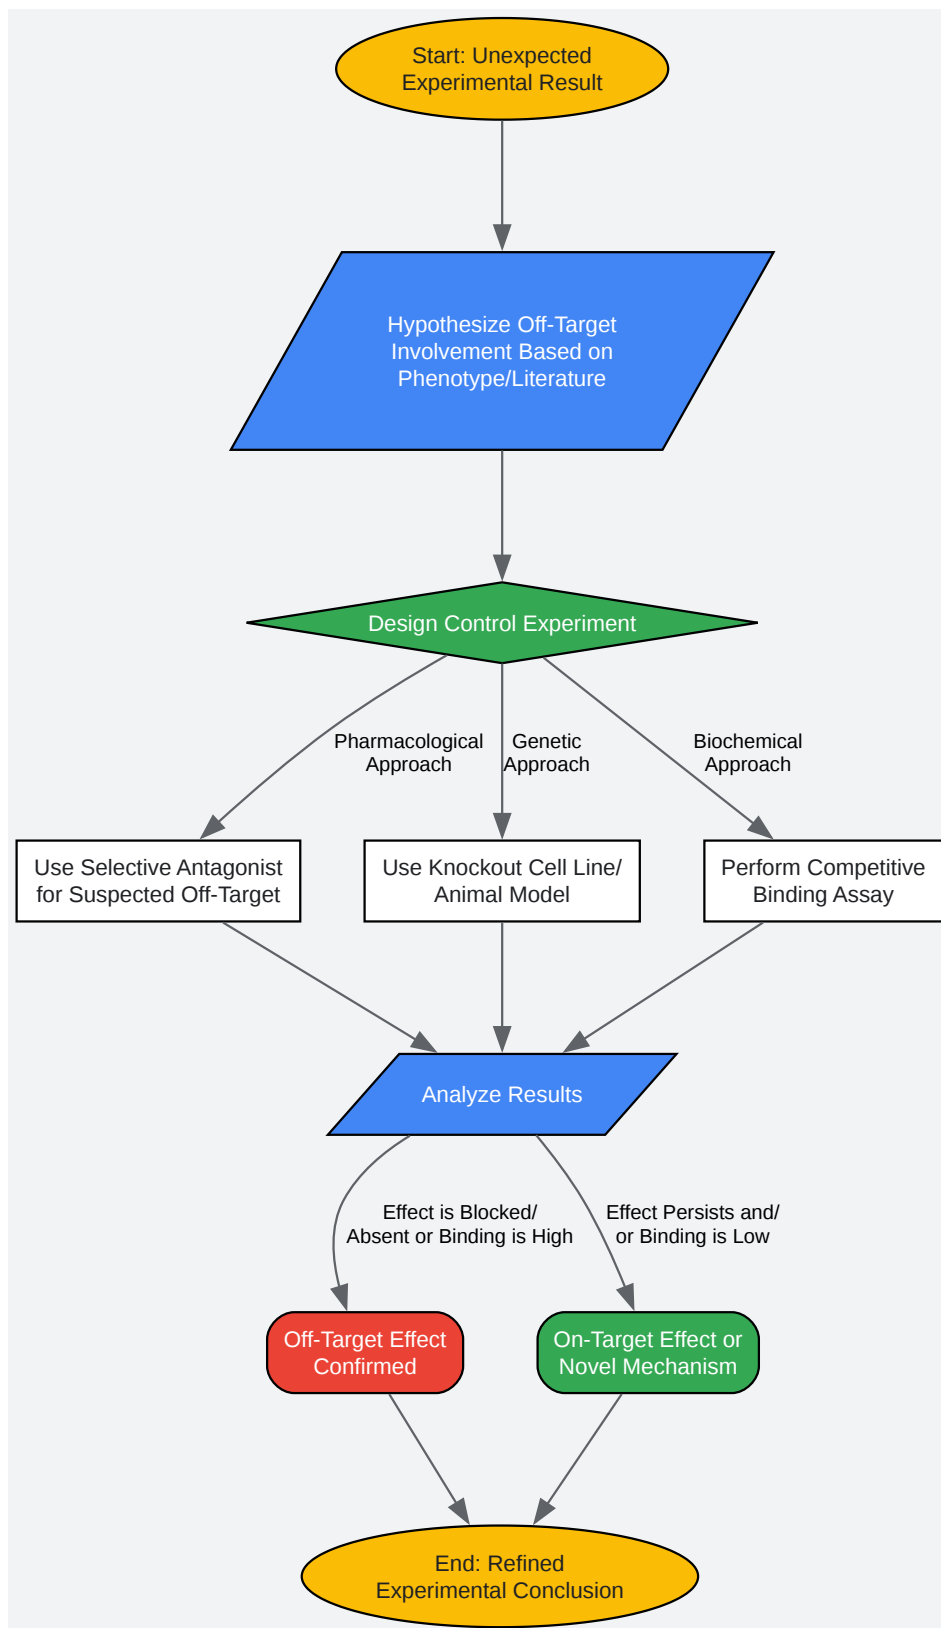 Start: Unexpected
Experimental Result
Hypothesize Off-Target
Involvement Based on
Phenotype/Literature
Design Control Experiment
Pharmacological
Approach
Genetic
Approach
Biochemical
Approach
Use Selective Antagonist
for Suspected Off-Target
Use Knockout Cell Line/
Animal Model
Perform Competitive
Binding Assay
Analyze Results
Effect is Blocked/
Absent or Binding is High
Effect Persists and/
or Binding is Low
Off-Target Effect
Confirmed
On-Target Effect or
Novel Mechanism
End: Refined
Experimental Conclusion